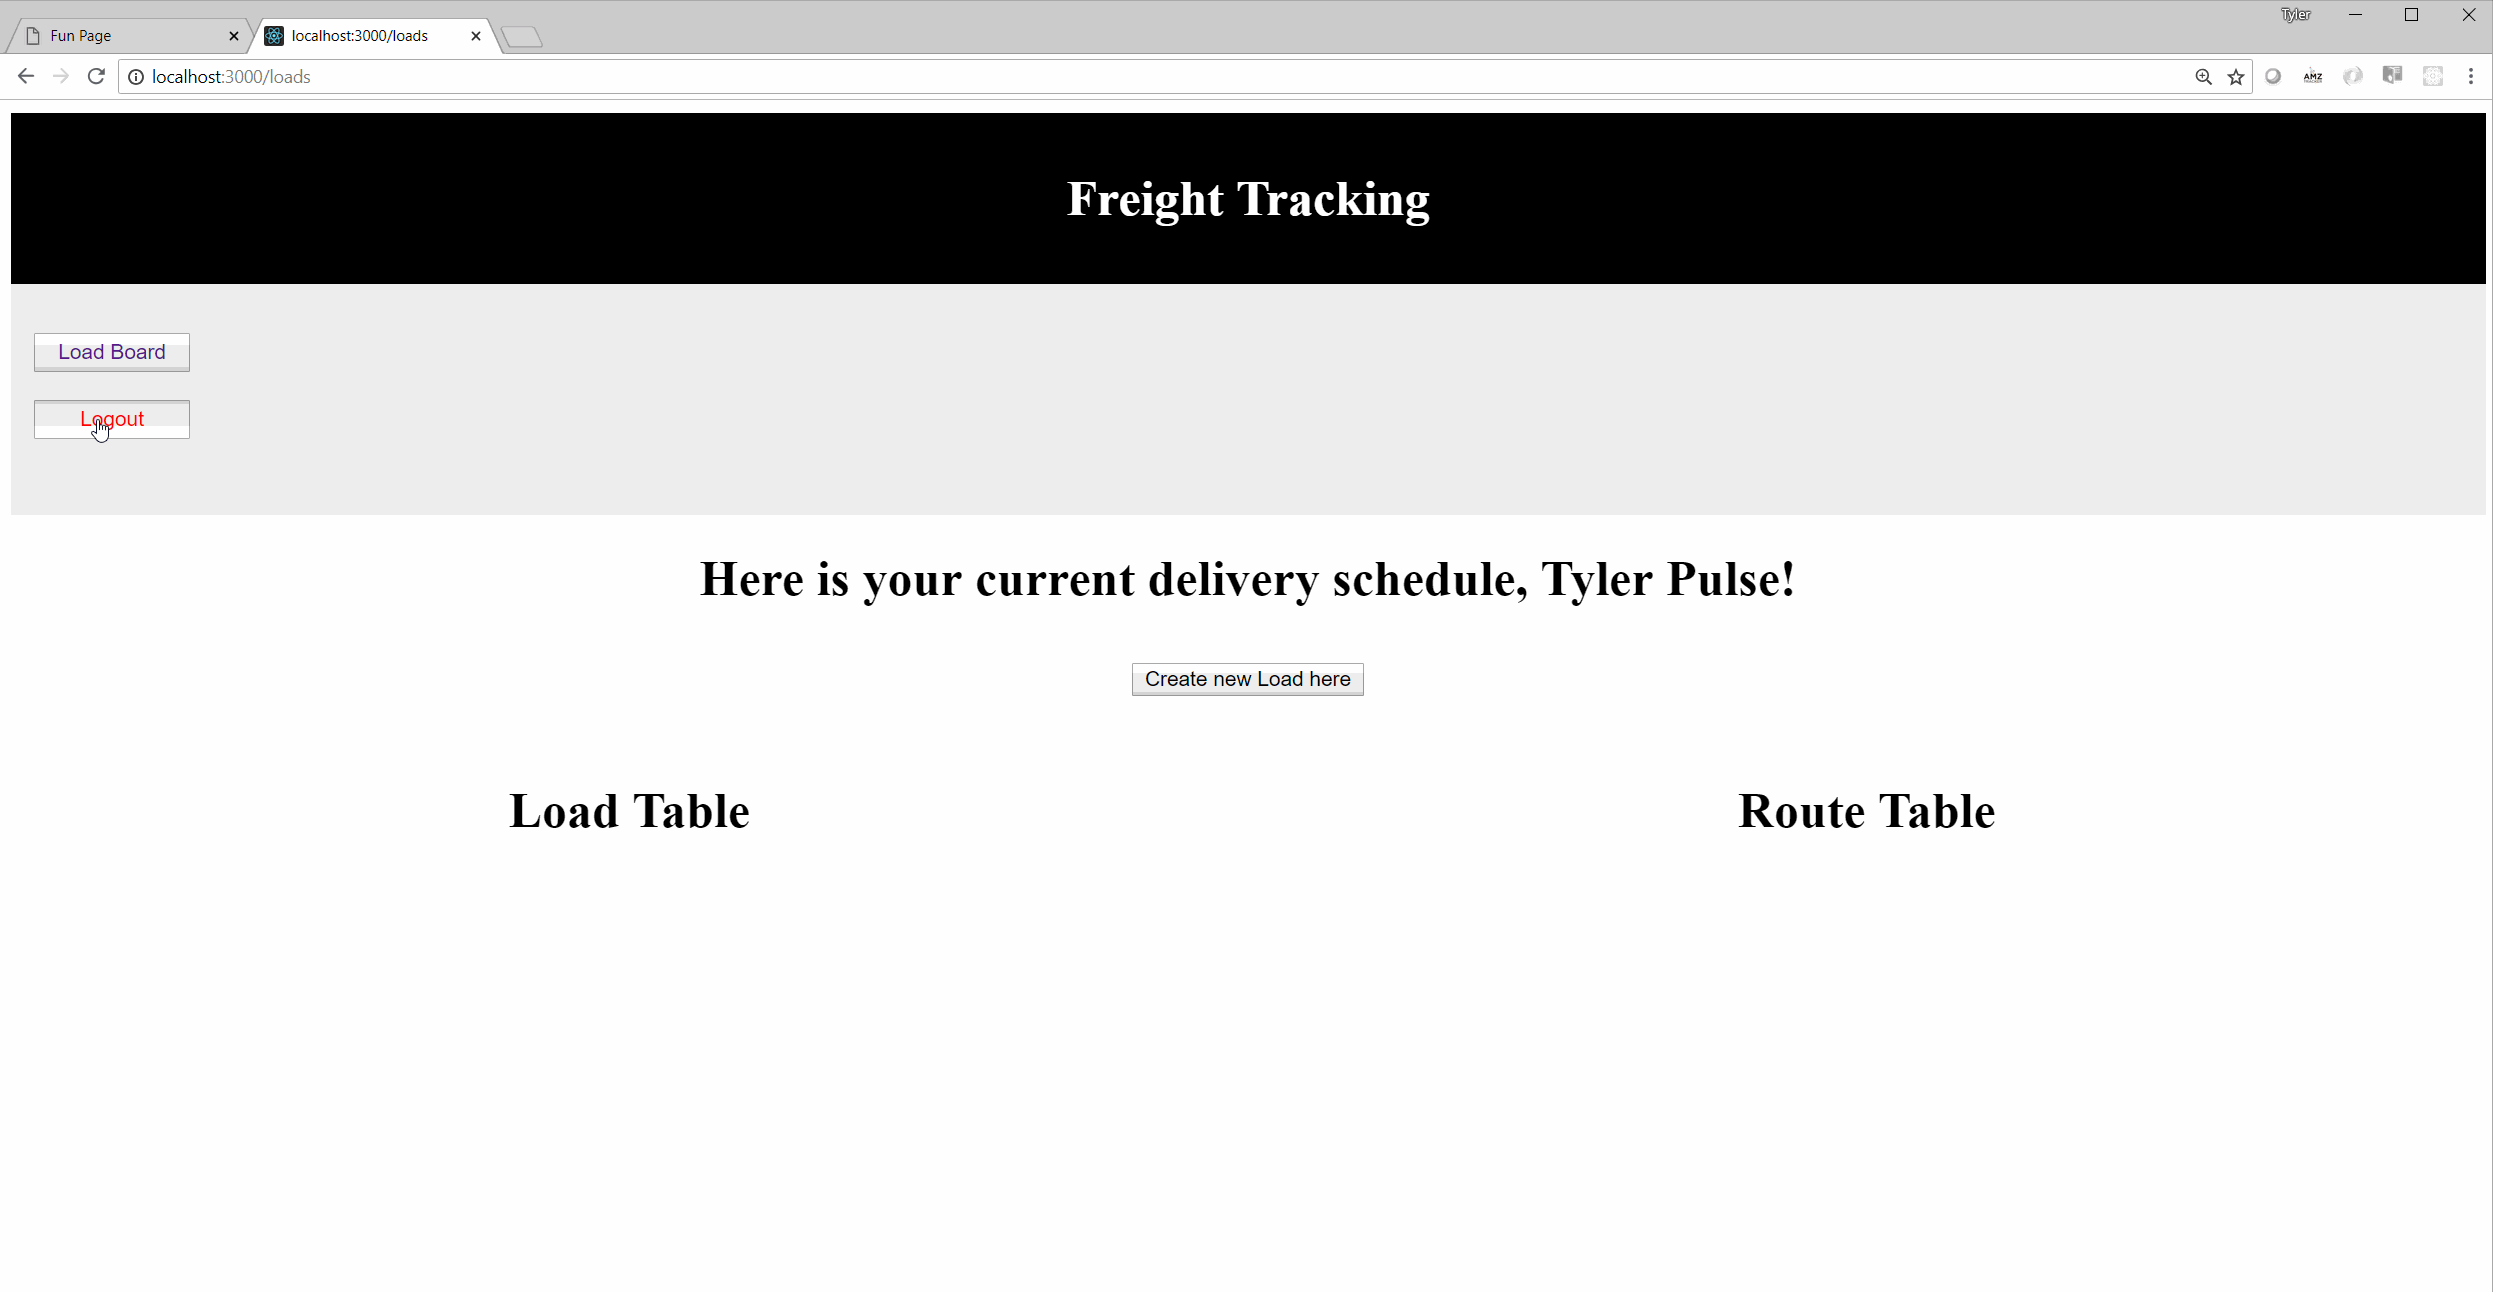 Tyler
Fun Page
localhost:3000/loads
localhost:3000/loads
AMZ
Freight Tracking
Load Board
Logout
Here is your current delivery schedule, Tyler Pulse!
Create new Load here
Load Table
Route Table